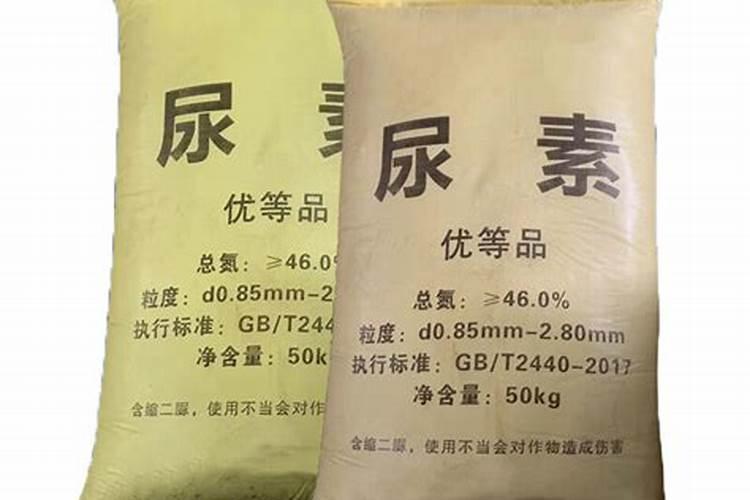 尿
优等品
总氮：≥46.0%
粒度：d0.85mm-2
执行标准：GB/T244
净含量：50k
含缩二脲，使用不当会对作
尿 素
优等品
总氮：≥46.0%
粒度：d0.85mm-2.80mm
执行标准：GB/T2440-2017
净含量：50kg
含缩二脲，使用不当会对作物造成伤害